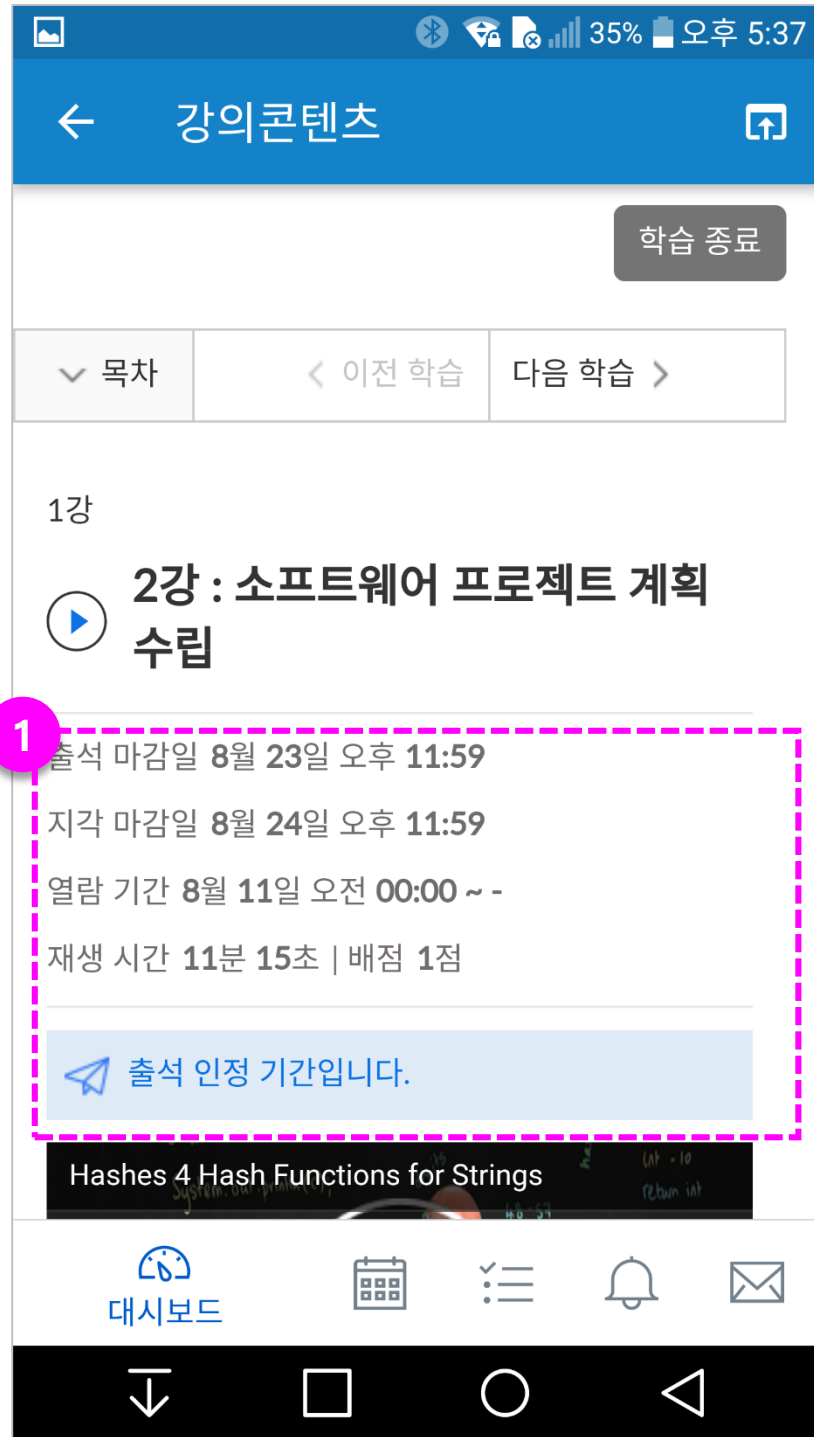 35% 오후 5:37
강의콘텐츠
학습 종료
목차 이전 학습 다음 학습
1강
2강 : 소프트웨어 프로젝트 계획
수립
1
출석 마감일 8월 23일 오후 11:59
지각 마감일 8월 24일 오후 11:59
열람 기간 8월 11일 오전 00:00 ~ -
재생 시간 11분 15초 | 배점 1점
출석 인정 기간입니다.
Hashes 4 Hash Functions for Strings
int - 10
return int
48-57
대시보드